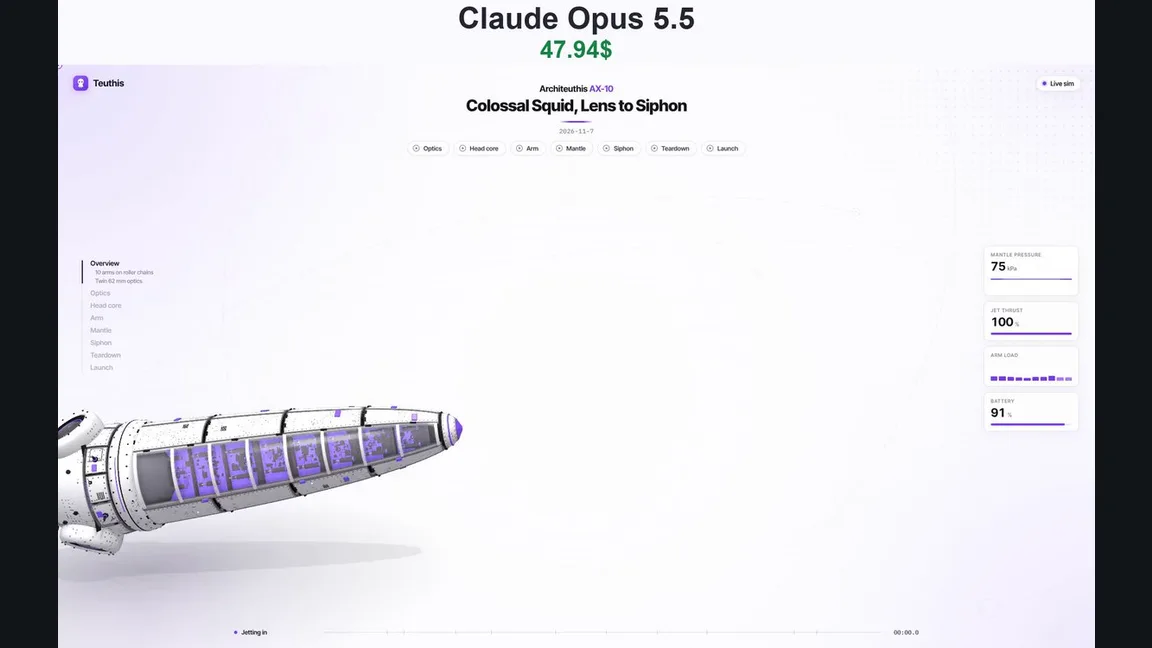 Claude Opus 5.5
47.94$
Teuthis
Architeuthis AX-10
Live sim
Colossal Squid, Lens to Siphon
2026-11-7
Optics
Head core
Arm
Mantle
Siphon
Teardown
Launch
Overview
10 arms on roller chains
Twin 62 mm optics
Optics
Head core
Arm
Mantle
Siphon
Teardown
Launch
MANTLE PRESSURE
75 kPa
JET THRUST
100 %
ARM LOAD
BATTERY
91 %
Jetting in
00:00.0